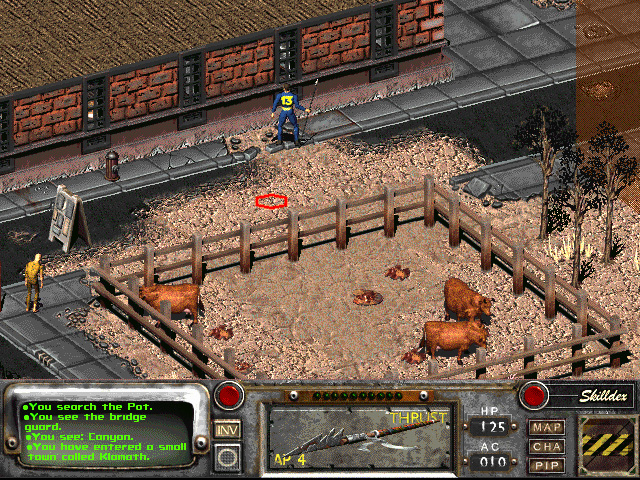 13
You search the Pot.
You see the bridge
guard.
You see: Canyon.
You have entered a small
town called Klamath.
INV
THRUST
AP 4
HP
125
AC
010
Skilldex
MAP
CHA
PIP